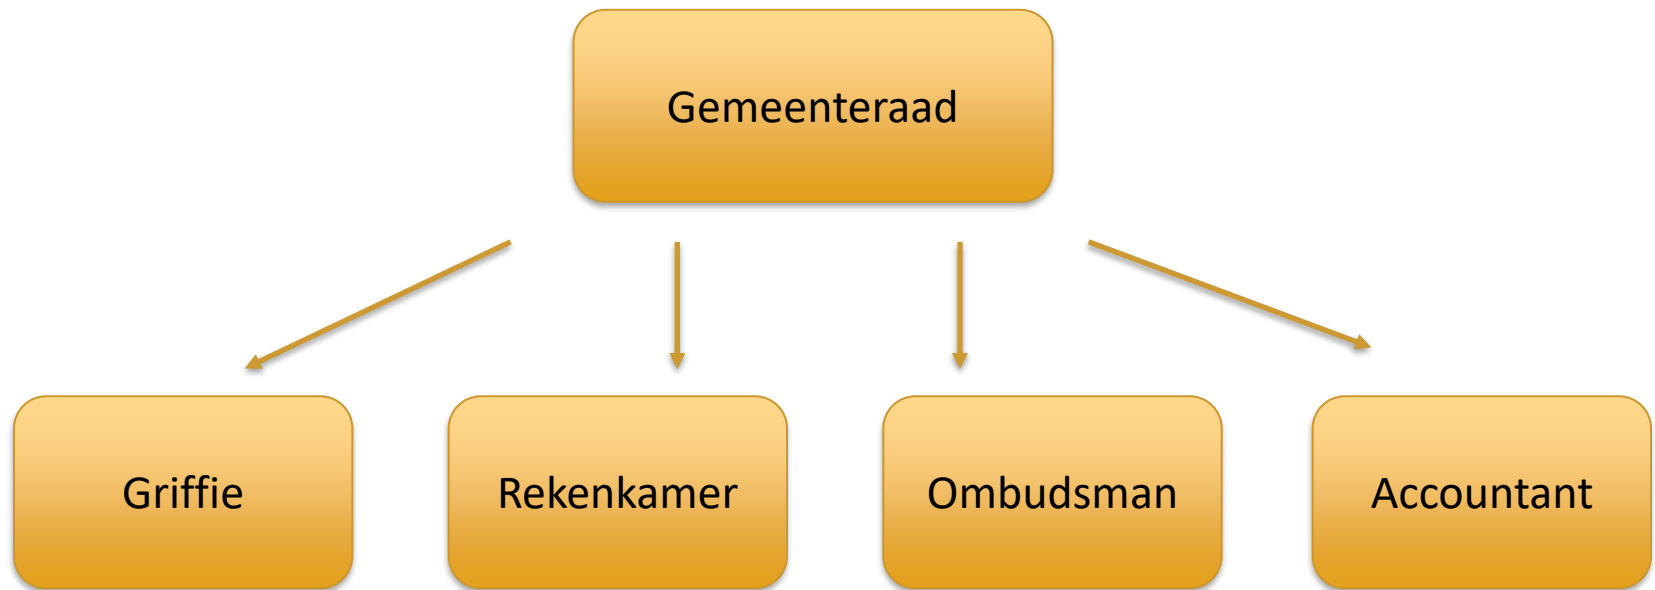 Gemeenteraad
Griffie
Rekenkamer
Ombudsman
Accountant